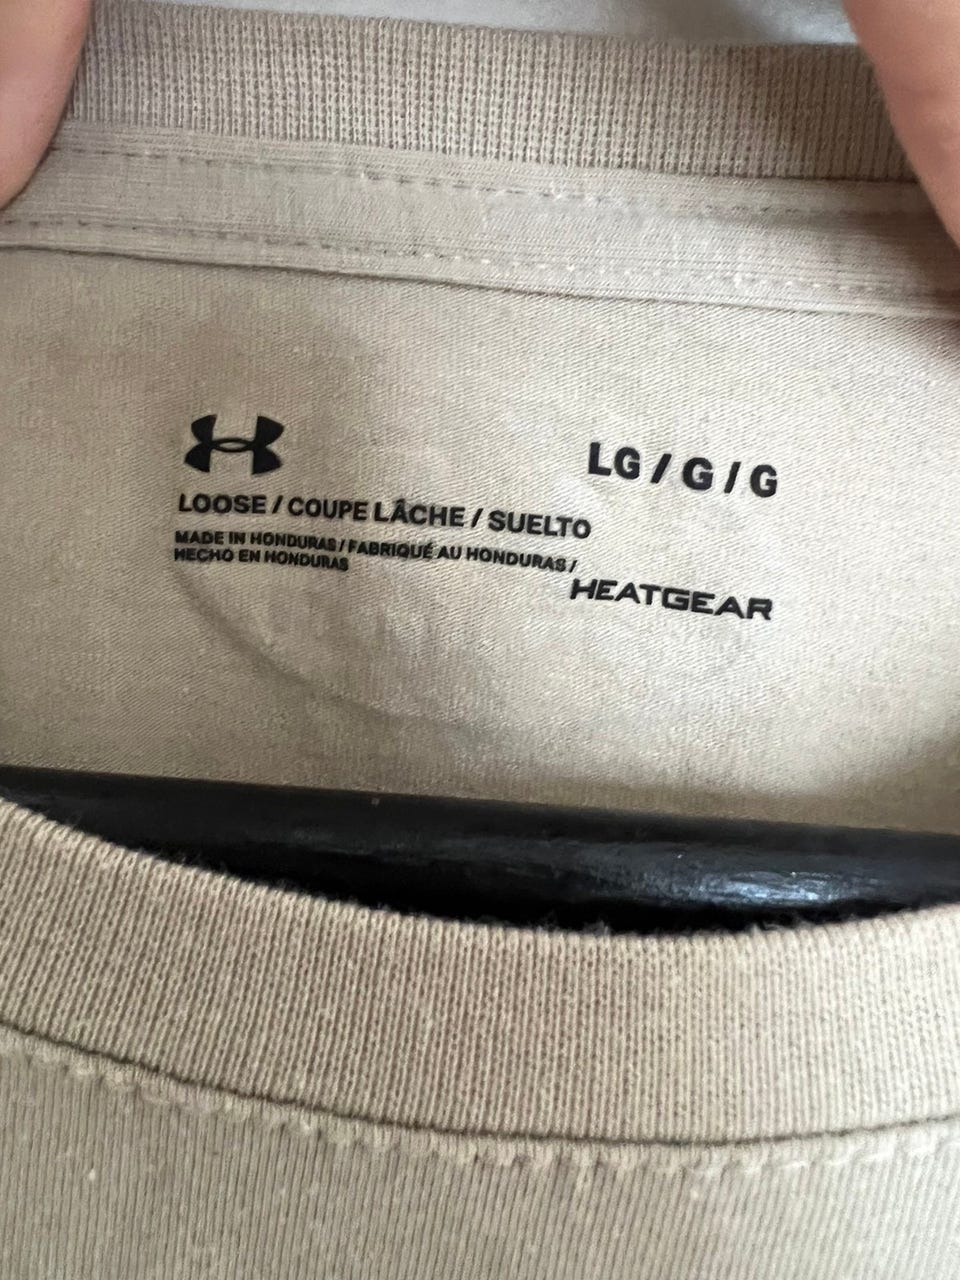 LG / G / G
LOOSE / COUPE LÂCHE / SUELTO
MADE IN HONDURAS / FABRIQUÉ AU HONDURAS /
HECHO EN HONDURAS
HEATGEAR